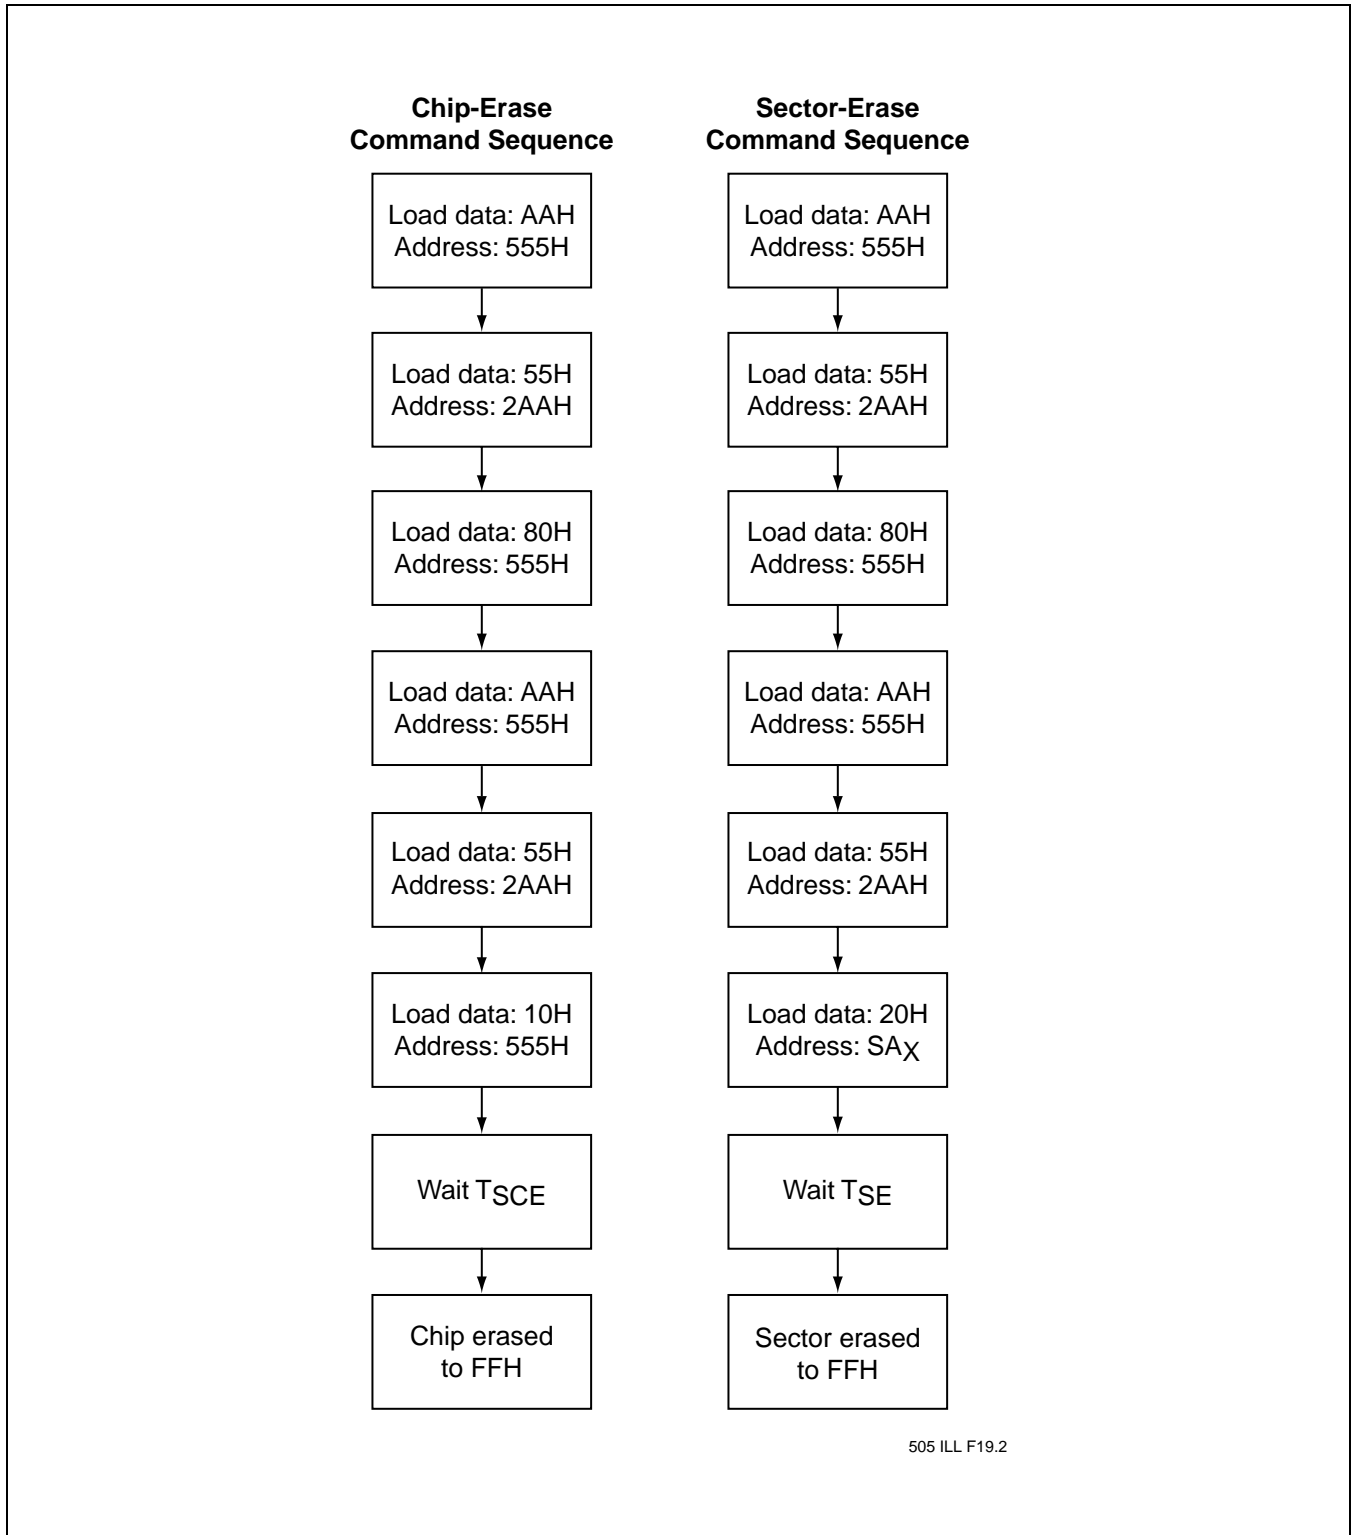 Chip-Erase
Command Sequence
Load data: AAH
Address: 555H
Load data: 55H
Address: 2AAH
Load data: 80H
Address: 555H
Load data: AAH
Address: 555H
Load data: 55H
Address: 2AAH
Load data: 10H
Address: 555H
Wait TSCE
Chip erased
to FFH
Sector-Erase
Command Sequence
Load data: AAH
Address: 555H
Load data: 55H
Address: 2AAH
Load data: 80H
Address: 555H
Load data: AAH
Address: 555H
Load data: 55H
Address: 2AAH
Load data: 20H
Address: SAX
Wait TSE
Sector erased
to FFH
505 ILL F19.2